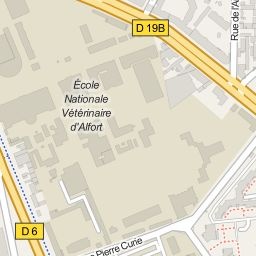 D 19B
Rue de l'A
École
Nationale
Vétérinaire
d'Alfort
D 6
Pierre Curie